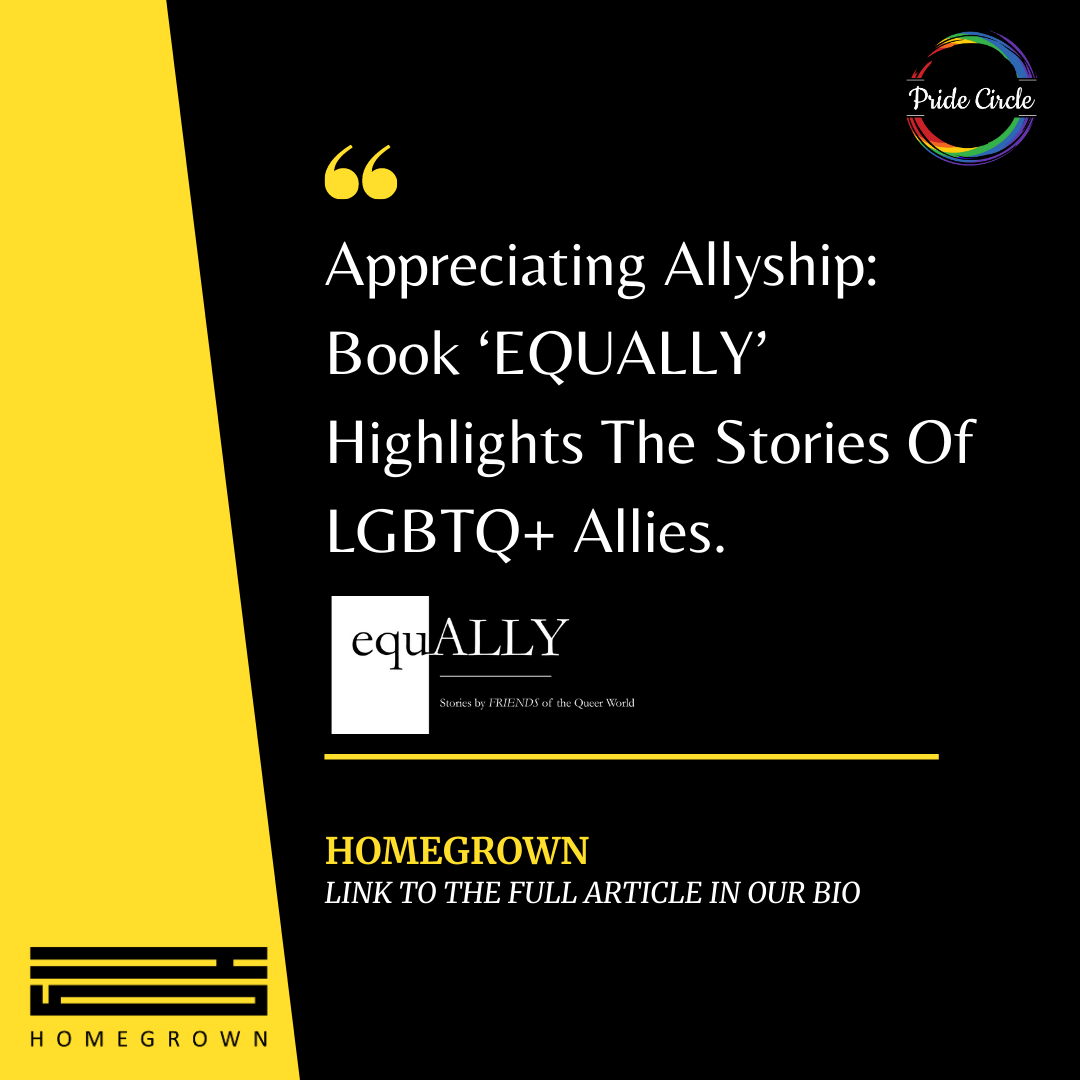 Pride Circle
“
Appreciating Allyship:
Book ‘EQUALLY’
Highlights The Stories Of
LGBTQ+ Allies.
equALLY
Stories by FRIENDS of the Queer World
HOMEGROWN
LINK TO THE FULL ARTICLE IN OUR BIO
HOMEGROWN